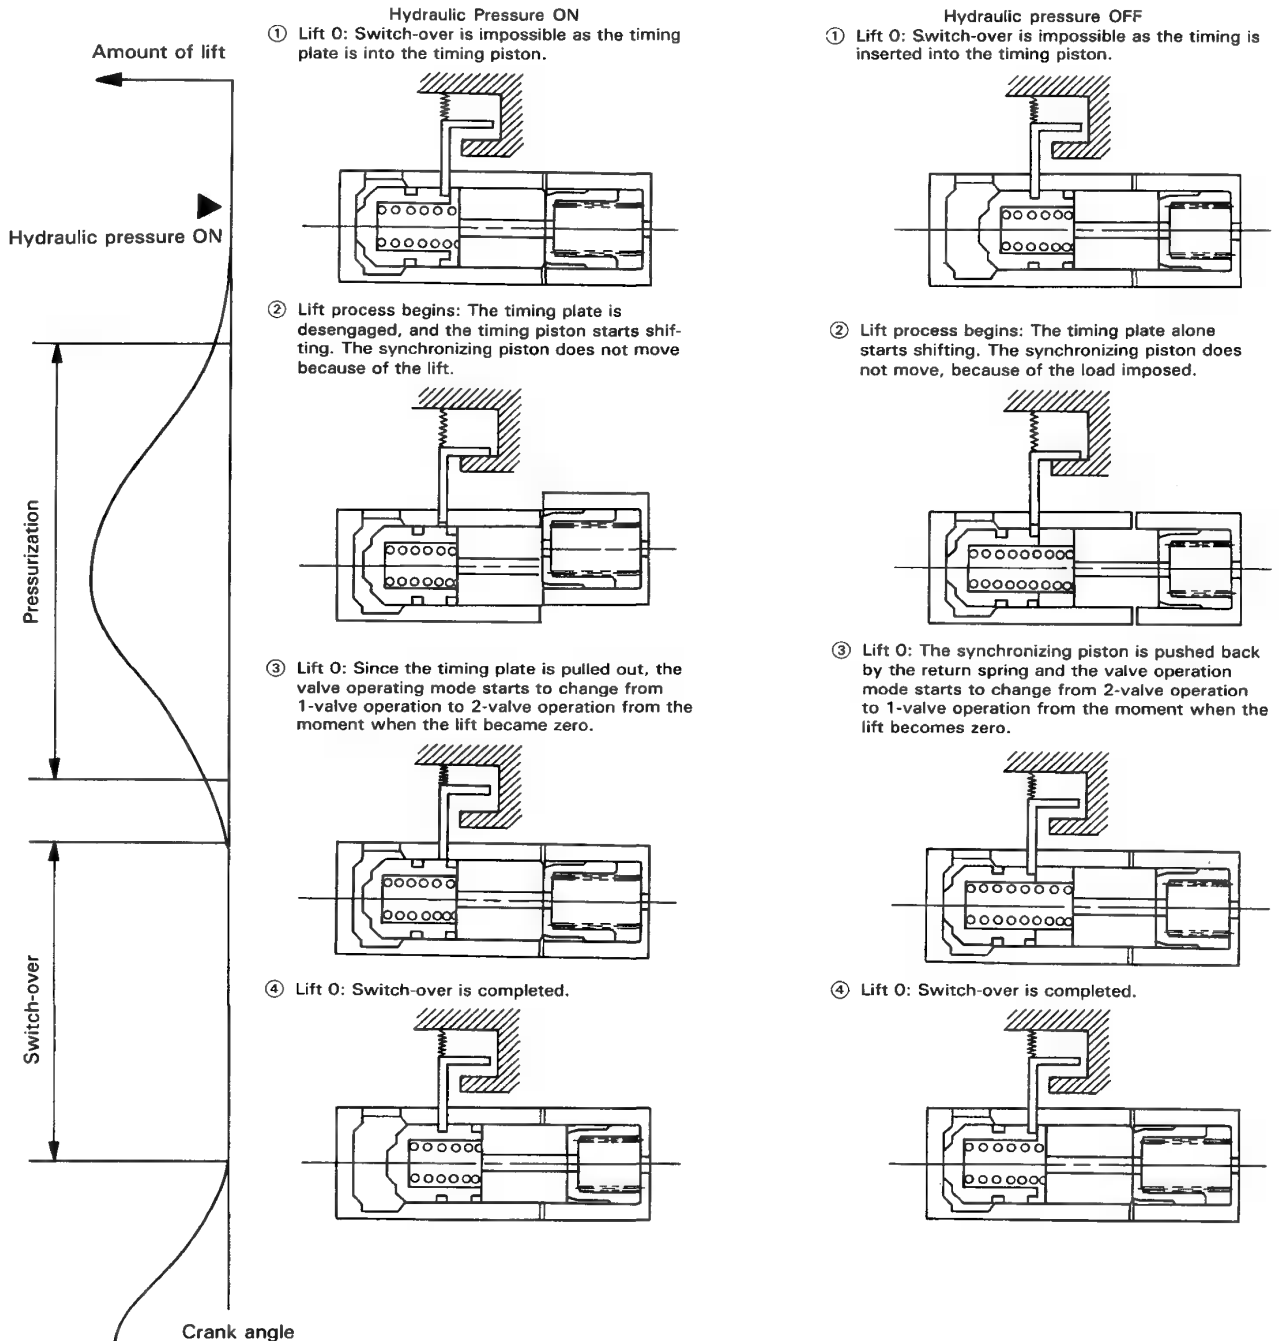 Amount of lift
Hydraulic pressure ON
Pressurization
Switch-over
Crank angle
Hydraulic Pressure ON
① Lift 0: Switch-over is impossible as the timing
plate is into the timing piston.
② Lift process begins: The timing plate is
desengaged, and the timing piston starts shif-
ting. The synchronizing piston does not move
because of the lift.
③ Lift 0: Since the timing plate is pulled out, the
valve operating mode starts to change from
1-valve operation to 2-valve operation from the
moment when the lift became zero.
④ Lift 0: Switch-over is completed.
Hydraulic pressure OFF
① Lift 0: Switch-over is impossible as the timing is
inserted into the timing piston.
② Lift process begins: The timing plate alone
starts shifting. The synchronizing piston does
not move, because of the load imposed.
③ Lift 0: The synchronizing piston is pushed back
by the return spring and the valve operation
mode starts to change from 2-valve operation
to 1-valve operation from the moment when the
lift becomes zero.
④ Lift 0: Switch-over is completed.